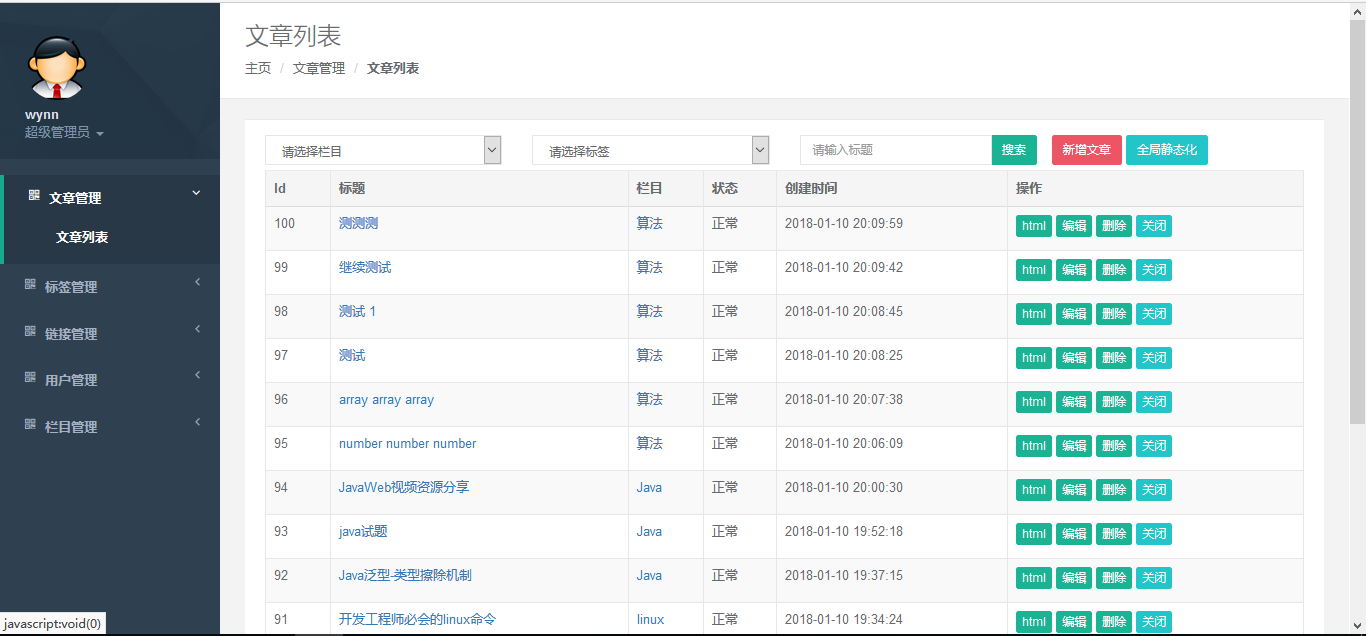 文章列表
主页 / 文章管理 / 文章列表
wynn
超级管理员
文章管理
文章列表
标签管理
链接管理
用户管理
栏目管理
请选择栏目 请选择标签 请输入标题 搜索 新增文章 全局静态化
Id 标题 栏目 状态 创建时间 操作
100 测测测 算法 正常 2018-01-10 20:09:59 html 编辑 删除 关闭
99 继续测试 算法 正常 2018-01-10 20:09:42 html 编辑 删除 关闭
98 测试 1 算法 正常 2018-01-10 20:08:45 html 编辑 删除 关闭
97 测试 算法 正常 2018-01-10 20:08:25 html 编辑 删除 关闭
96 array array array 算法 正常 2018-01-10 20:07:38 html 编辑 删除 关闭
95 number number number 算法 正常 2018-01-10 20:06:09 html 编辑 删除 关闭
94 JavaWeb视频资源分享 Java 正常 2018-01-10 20:00:30 html 编辑 删除 关闭
93 java试题 Java 正常 2018-01-10 19:52:18 html 编辑 删除 关闭
92 Java泛型-类型擦除机制 Java 正常 2018-01-10 19:37:15 html 编辑 删除 关闭
91 开发工程师必会的linux命令 linux 正常 2018-01-10 19:34:24 html 编辑 删除 关闭
javascript:void(0)